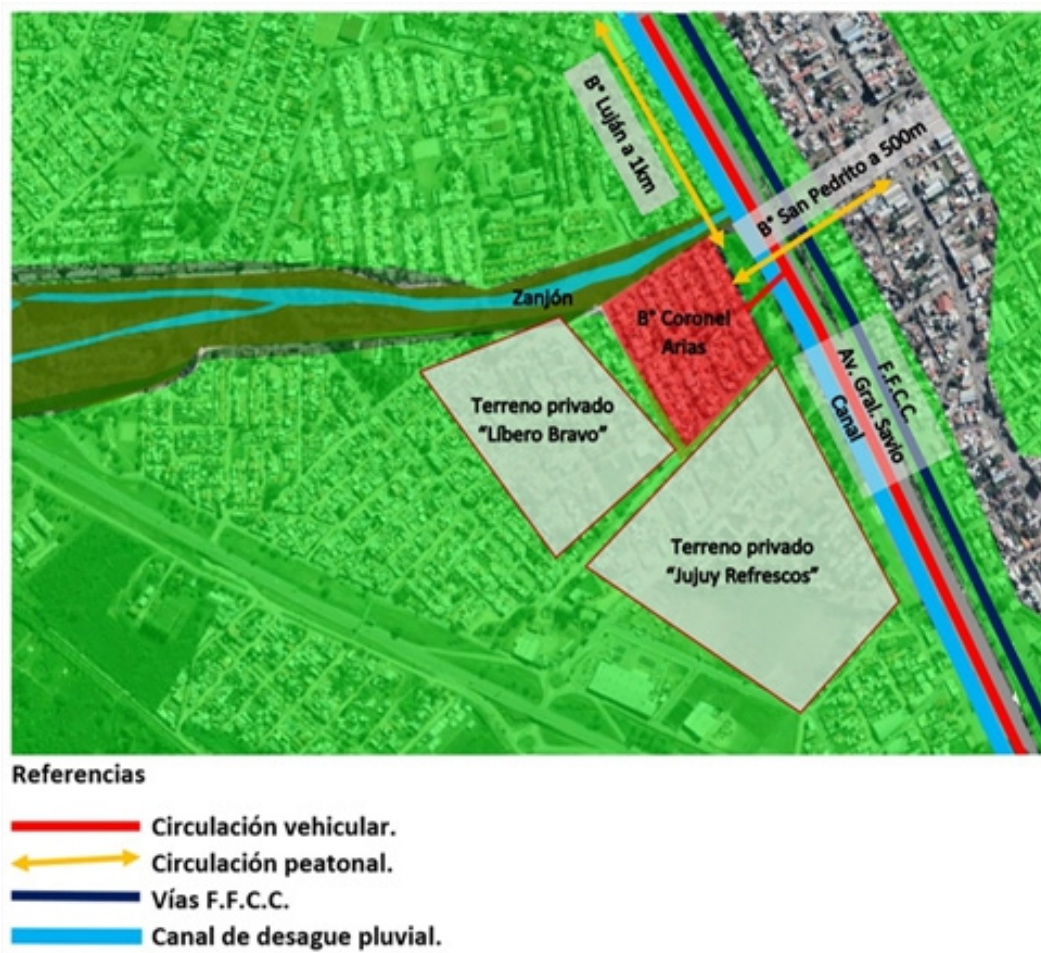 B° Luján a 1km
B° San Pedrito a 500m
Zanjón
B° Coronel
Arias
F.F.C.C.
Av. Gral. Savio
Canal
Terreno privado
“Líbero Bravo”
Terreno privado
“Jujuy Refrescos”
Referencias
Circulación vehicular.
Circulación peatonal.
Vías F.F.C.C.
Canal de desague pluvial.